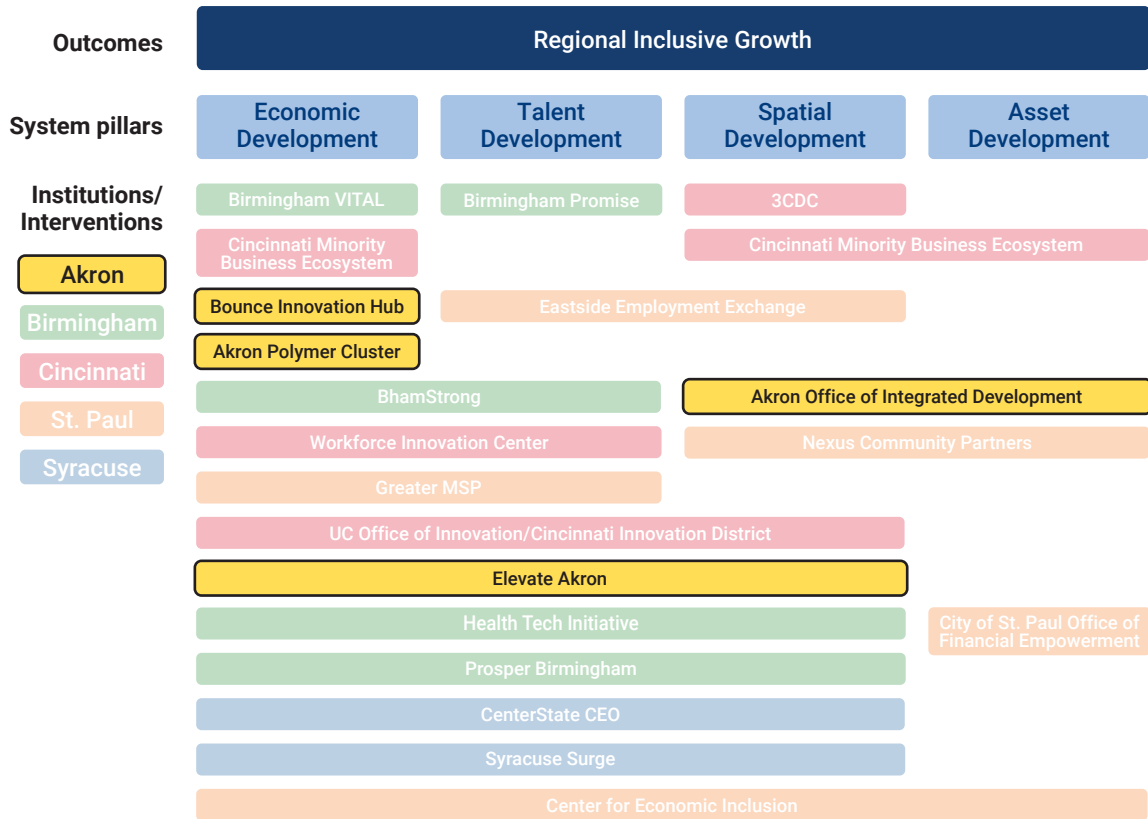 Outcomes
Regional Inclusive Growth
System pillars
Economic
Development
Talent
Development
Spatial
Development
Asset
Development
Institutions/
Interventions
Akron
Birmingham
Cincinnati
St. Paul
Syracuse
Birmingham VITAL
Birmingham Promise
3CDC
Cincinnati Minority
Business Ecosystem
Cincinnati Minority Business Ecosystem
Bounce Innovation Hub
Eastside Employment Exchange
Akron Polymer Cluster
BhamStrong
Akron Office of Integrated Development
Workforce Innovation Center
Nexus Community Partners
Greater MSP
UC Office of Innovation/Cincinnati Innovation District
Elevate Akron
Health Tech Initiative
City of St. Paul Office of
Financial Empowerment
Prosper Birmingham
CenterState CEO
Syracuse Surge
Center for Economic Inclusion